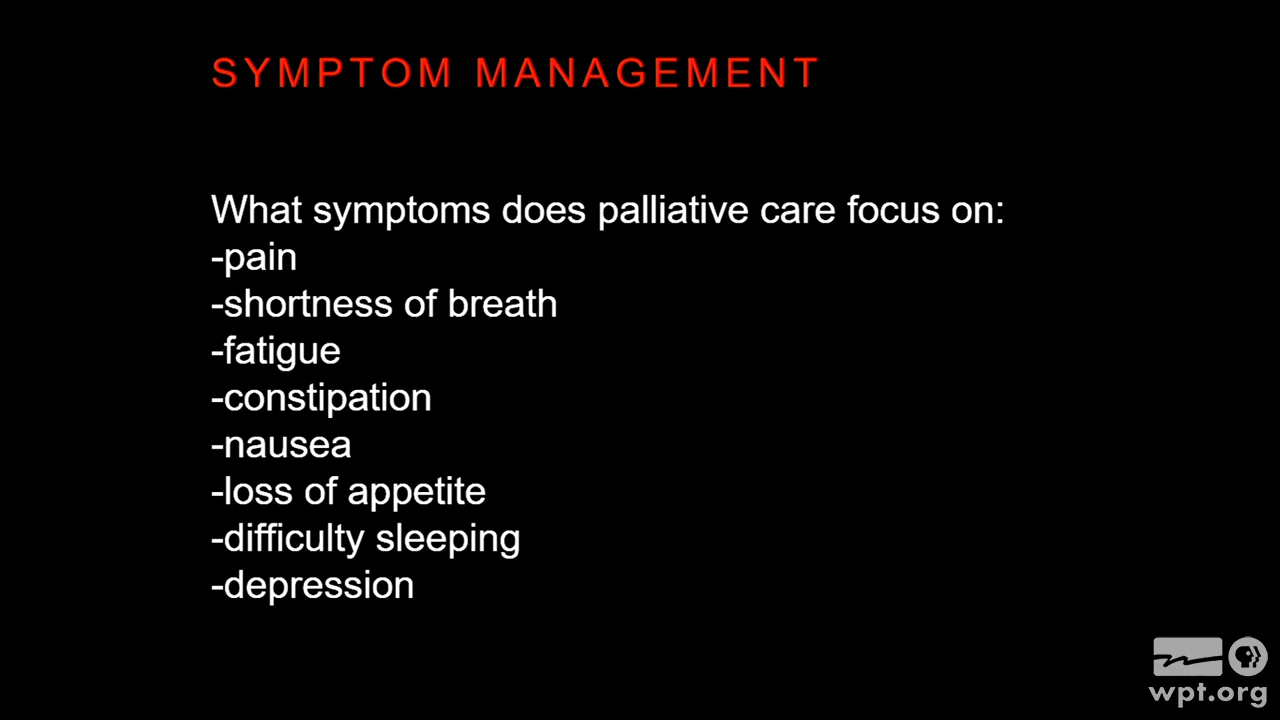 SYMPTOM MANAGEMENT
What symptoms does palliative care focus on:
-pain
-shortness of breath
-fatigue
-constipation
-nausea
-loss of appetite
-difficulty sleeping
-depression
wpt.org